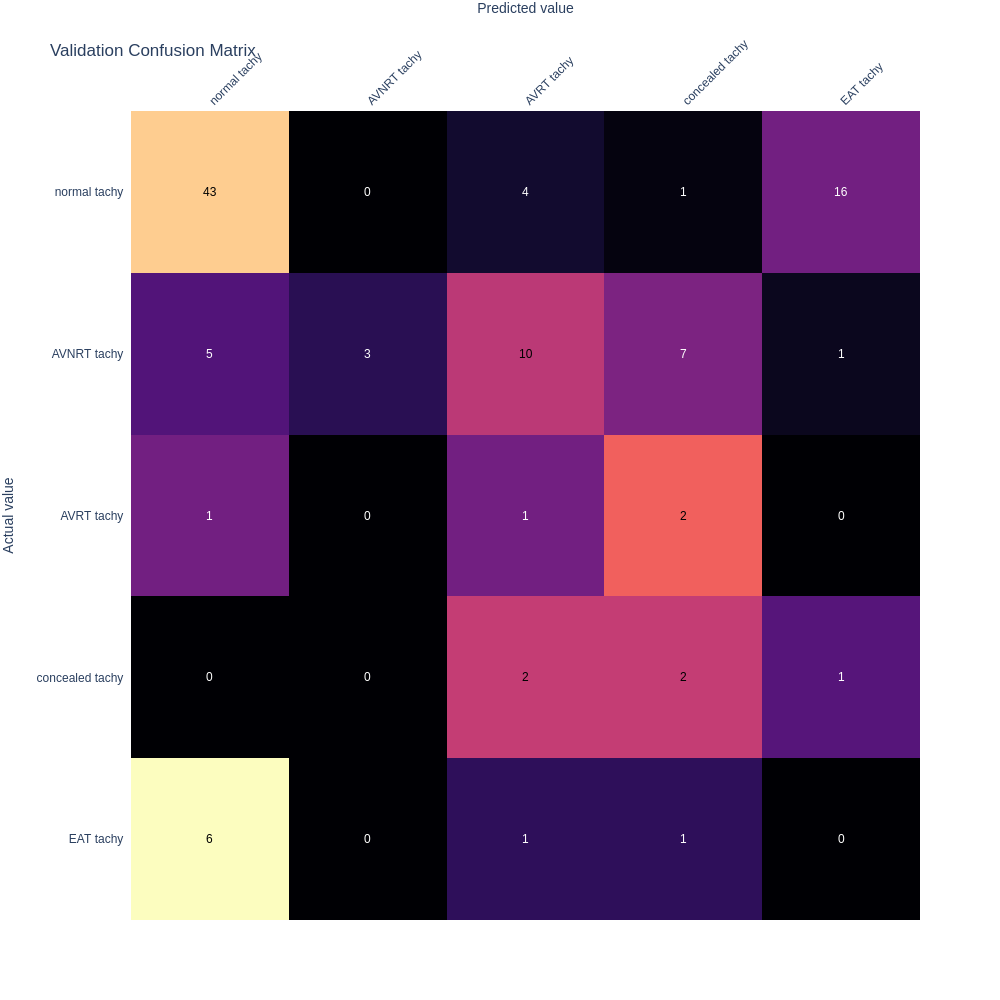 Predicted value
Validation Confusion Matrix
normal tachy AVNRT tachy AVRT tachy concealed tachy EAT tachy
normal tachy 43 0 4 1 16
AVNRT tachy 5 3 10 7 1
Actual value
AVRT tachy 1 0 1 2 0
concealed tachy 0 0 2 2 1
EAT tachy 6 0 1 1 0